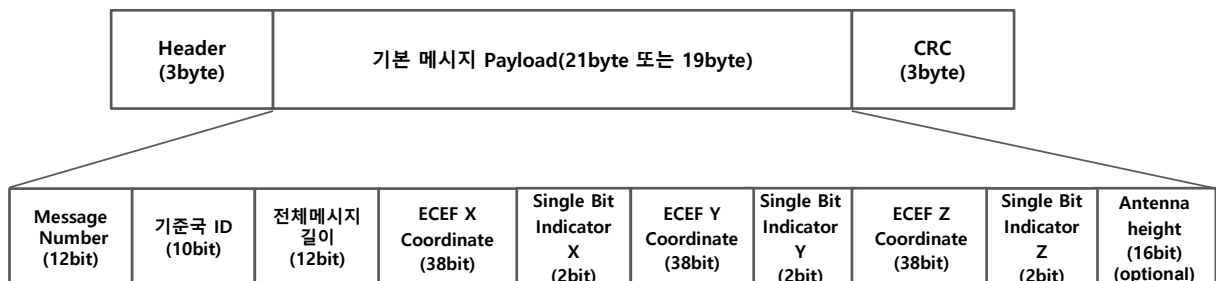 Header
(3byte)
기본 메시지 Payload(21byte 또는 19byte)
CRC
(3byte)
Message
Number
(12bit)
기준국 ID
(10bit)
전체메시지
길이
(12bit)
ECEF X
Coordinate
(38bit)
Single Bit
Indicator
X
(2bit)
ECEF Y
Coordinate
(38bit)
Single Bit
Indicator
Y
(2bit)
ECEF Z
Coordinate
(38bit)
Single Bit
Indicator
Z
(2bit)
Antenna
height
(16bit)
(optional)